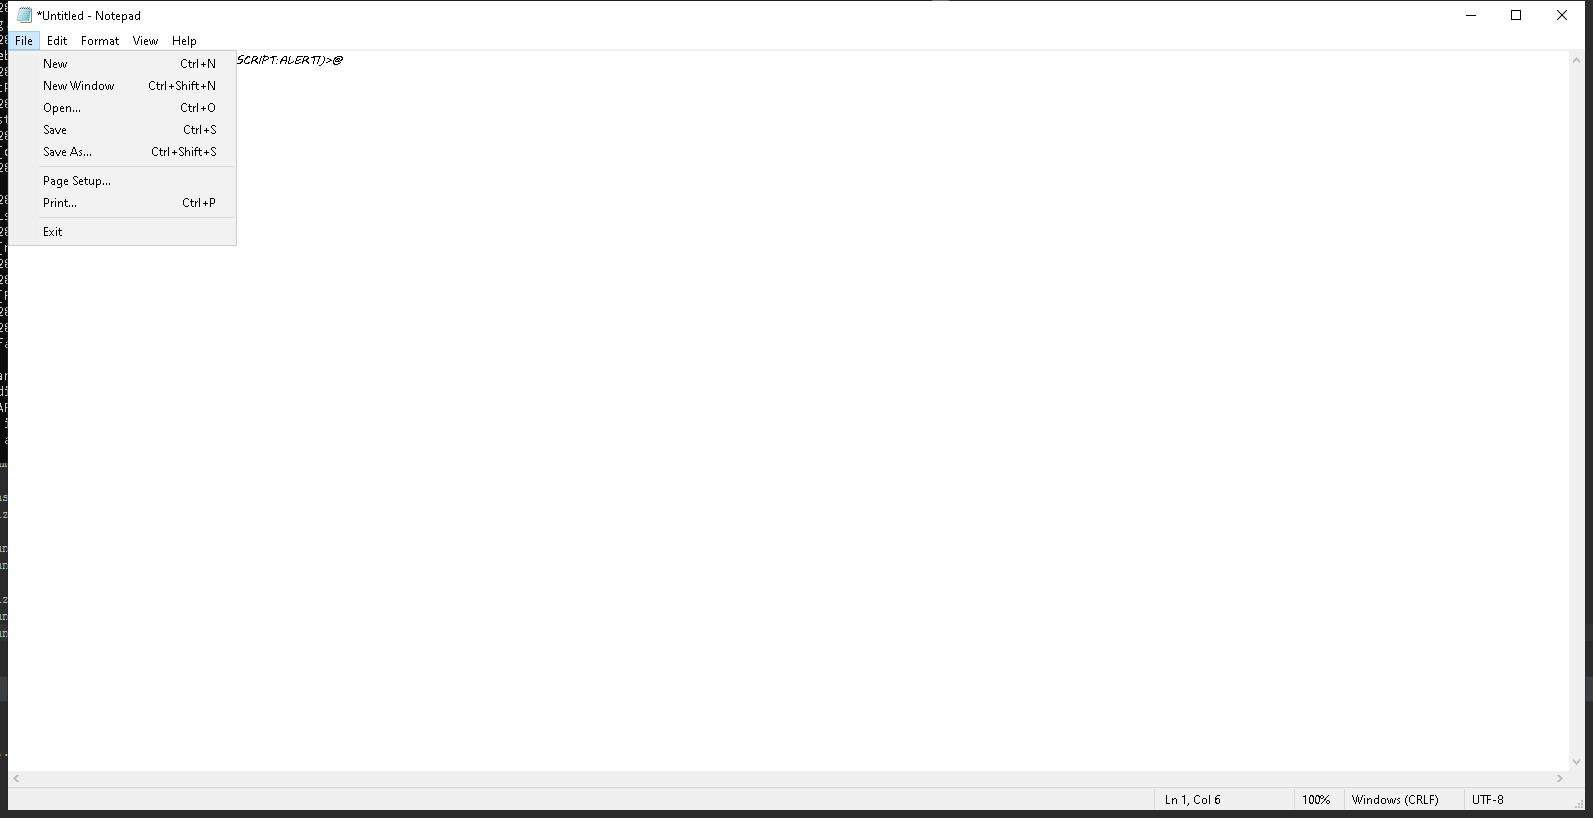 *Untitled - Notepad
File Edit Format View Help
SCRIPT:ALERT()>@
New Ctrl+N
New Window Ctrl+Shift+N
Open... Ctrl+O
Save Ctrl+S
Save As... Ctrl+Shift+S
Page Setup...
Print... Ctrl+P
Exit
Ln 1, Col 6 100% Windows (CRLF) UTF-8